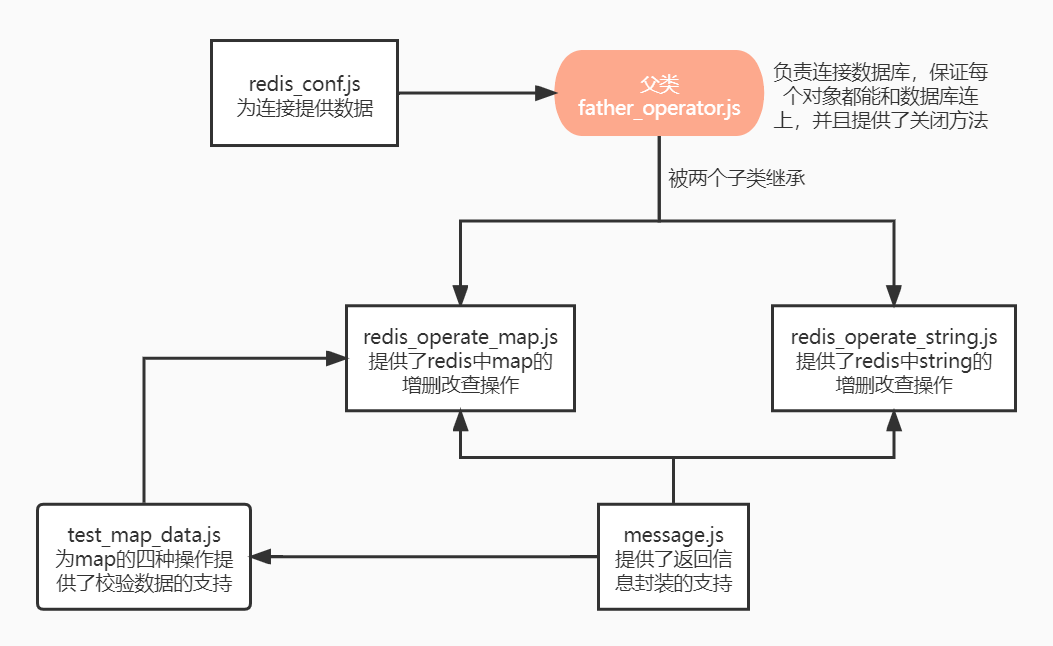 redis_conf.js
为连接提供数据
父类
father_operator.js
负责连接数据库，保证每
个对象都能和数据库连
上，并且提供了关闭方法
被两个子类继承
redis_operate_map.js
提供了redis中map的
增删改查操作
redis_operate_string.js
提供了redis中string的
增删改查操作
test_map_data.js
为map的四种操作提
供了校验数据的支持
message.js
提供了返回信
息封装的支持